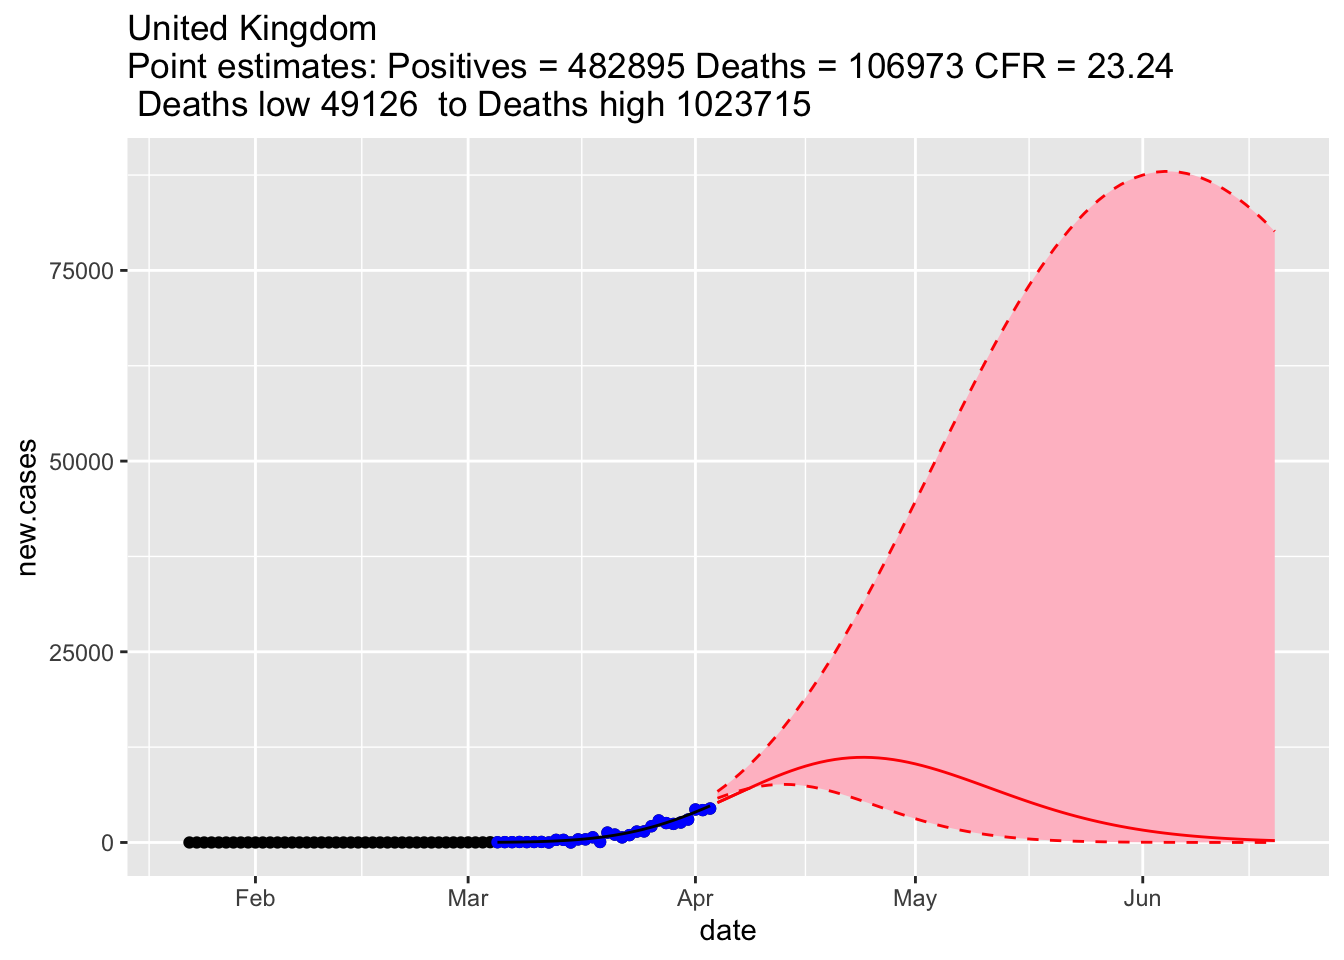 United Kingdom
Point estimates: Positives = 482895 Deaths = 106973 CFR = 23.24
Deaths low 49126  to Deaths high 1023715
75000
50000
25000
0
new.cases
Feb Mar Apr May Jun
date